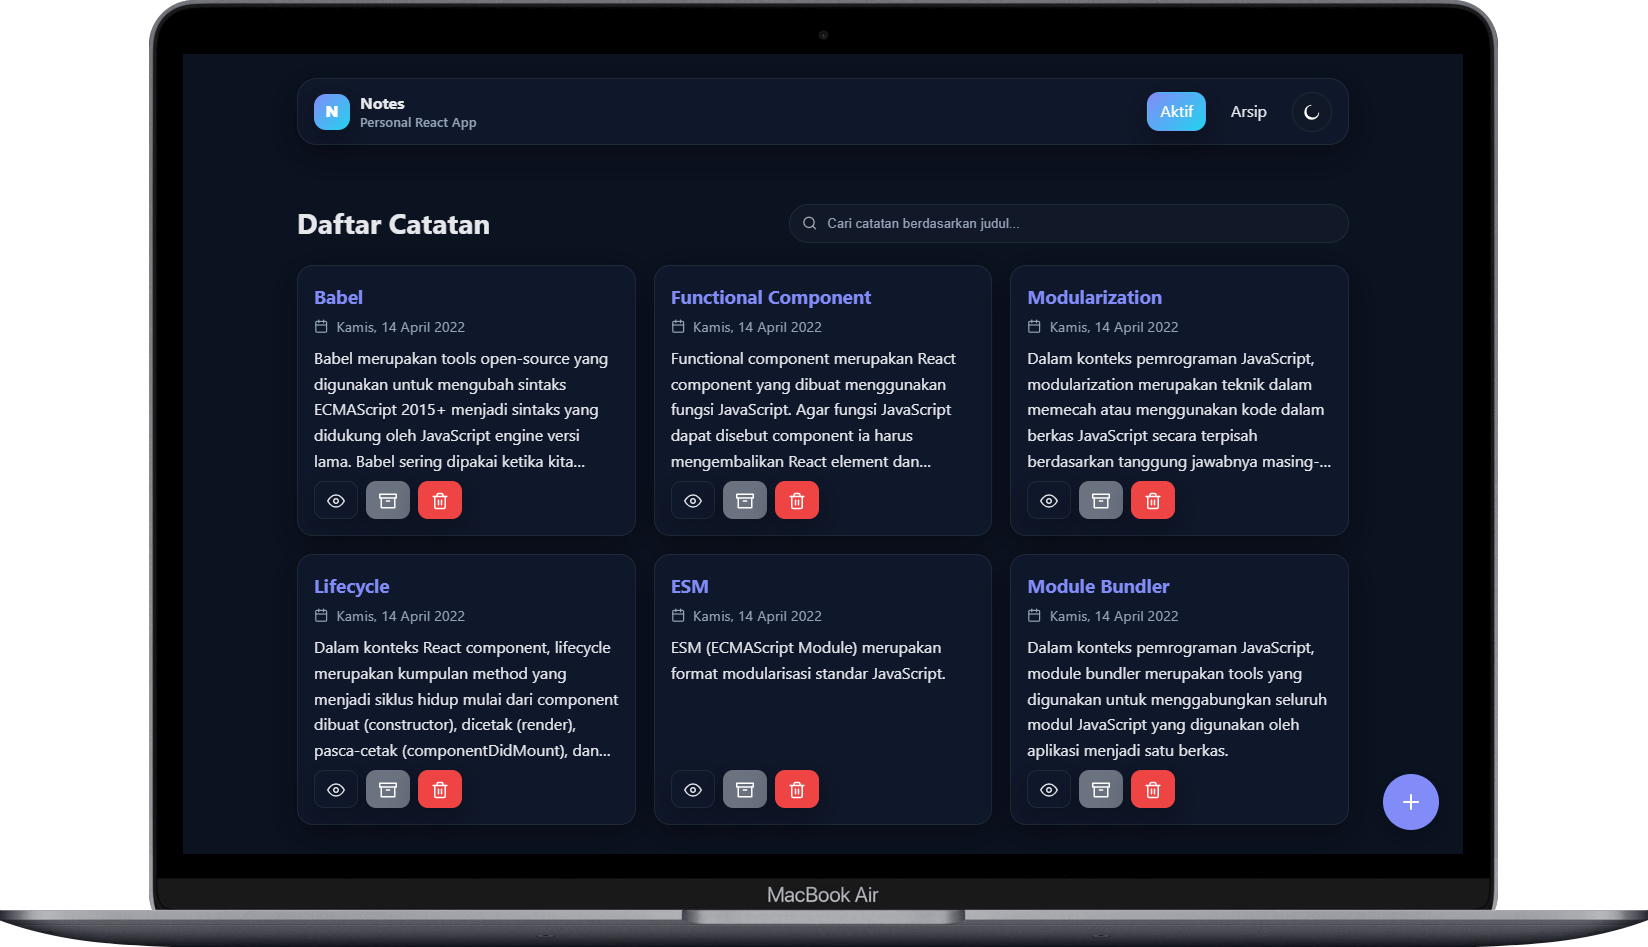 N
Notes
Personal React App
Aktif
Arsip
Daftar Catatan
Cari catatan berdasarkan judul...
Babel
Kamis, 14 April 2022
Babel merupakan tools open-source yang
digunakan untuk mengubah sintaks
ECMAScript 2015+ menjadi sintaks yang
didukung oleh JavaScript engine versi
lama. Babel sering dipakai ketika kita...
Functional Component
Kamis, 14 April 2022
Functional component merupakan React
component yang dibuat menggunakan
fungsi JavaScript. Agar fungsi JavaScript
dapat disebut component ia harus
mengembalikan React element dan...
Modularization
Kamis, 14 April 2022
Dalam konteks pemrograman JavaScript,
modularization merupakan teknik dalam
memecah atau menggunakan kode dalam
berkas JavaScript secara terpisah
berdasarkan tanggung jawabnya masing-...
Lifecycle
Kamis, 14 April 2022
Dalam konteks React component, lifecycle
merupakan kumpulan method yang
menjadi siklus hidup mulai dari component
dibuat (constructor), dicetak (render),
pasca-cetak (componentDidMount), dan...
ESM
Kamis, 14 April 2022
ESM (ECMAScript Module) merupakan
format modularisasi standar JavaScript.
Module Bundler
Kamis, 14 April 2022
Dalam konteks pemrograman JavaScript,
module bundler merupakan tools yang
digunakan untuk menggabungkan seluruh
modul JavaScript yang digunakan oleh
aplikasi menjadi satu berkas.
MacBook Air